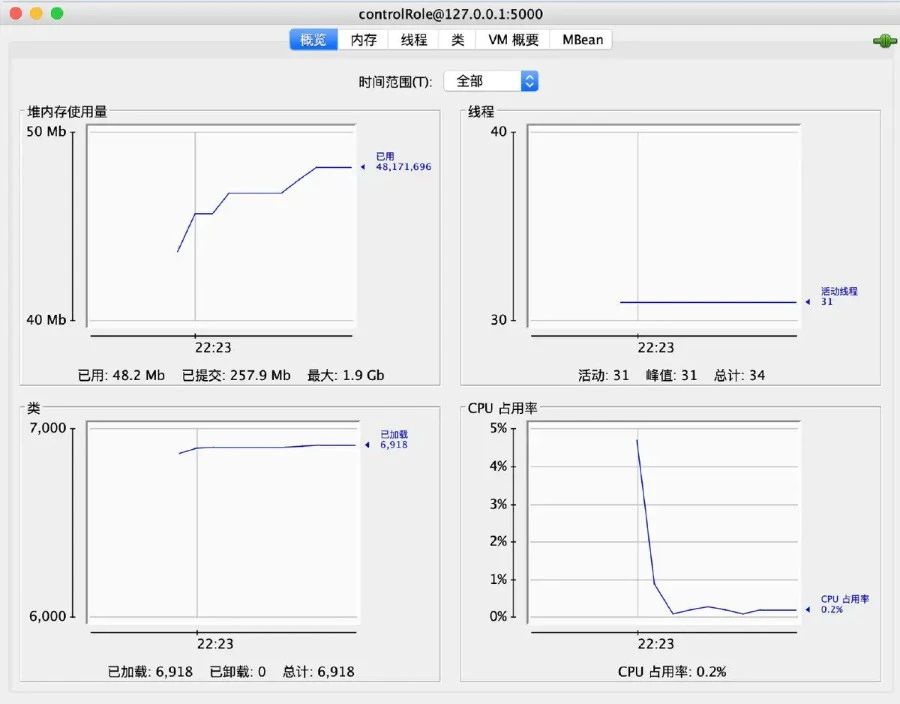 controlRole@127.0.0.1:5000
概览 内存 线程 类 VM 概要 MBean
时间范围(T): 全部
堆内存使用量
50 Mb
已用
48,171,696
40 Mb
22:23
已用: 48.2 Mb 已提交: 257.9 Mb 最大: 1.9 Gb
线程
40
活动线程
31
30
22:23
活动: 31 峰值: 31 总计: 34
类
7,000
已加载
6,918
6,000
22:23
已加载: 6,918 已卸载: 0 总计: 6,918
CPU 占用率
5%
4%
3%
2%
1%
CPU 占用率
0.2%
0%
22:23
CPU 占用率: 0.2%